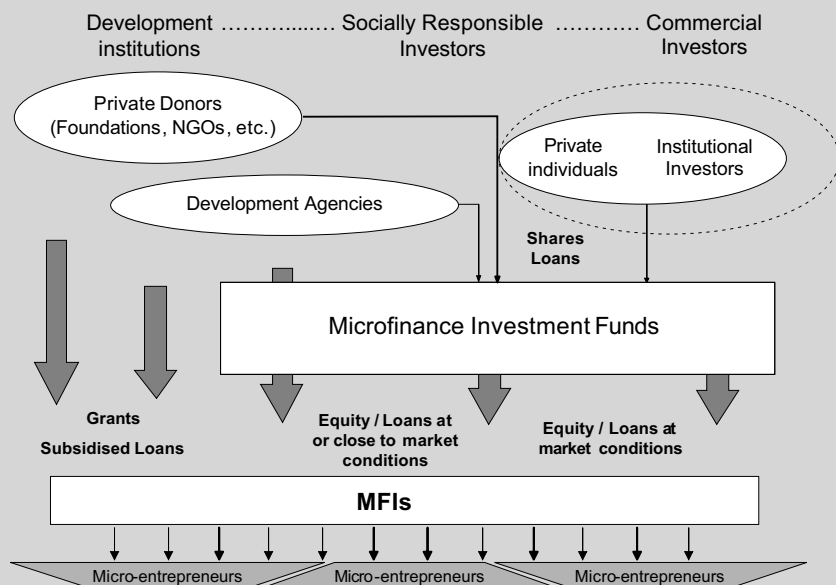 Development ………....…. Socially Responsible ………… Commercial
institutions Investors Investors
Private Donors
(Foundations, NGOs, etc.)
Private Institutional
individuals Investors
Development Agencies
Shares
Loans
Microfinance Investment Funds
Grants
Subsidised Loans
Equity / Loans at
or close to market
conditions
Equity / Loans at
market conditions
MFIs
Micro-entrepreneurs Micro-entrepreneurs Micro-entrepreneurs